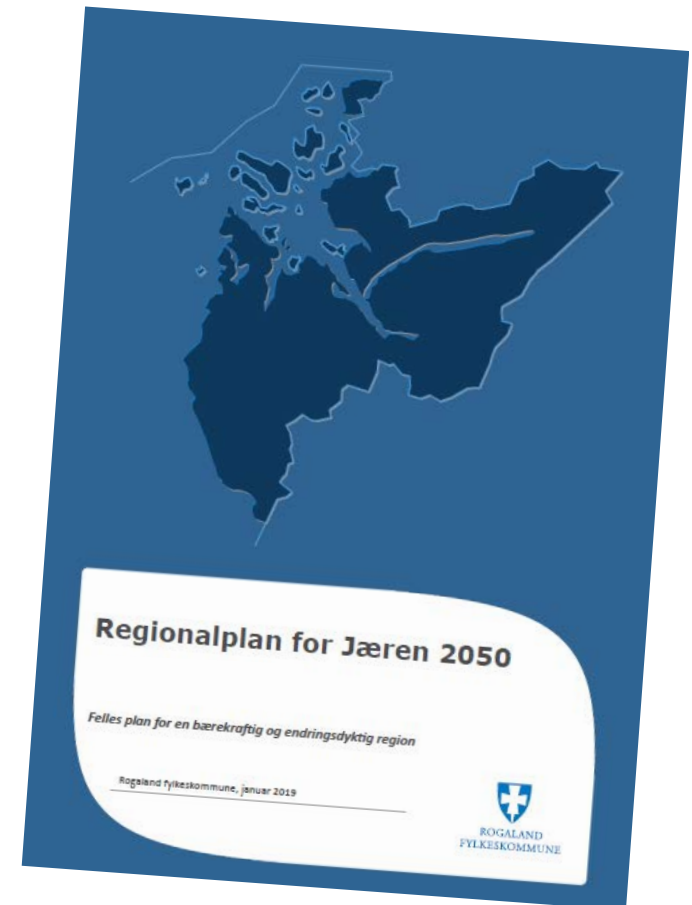 Regionalplan for Jæren 2050
Felles plan for en bærekraftig og endringsdyktig region
Rogaland fylkeskommune, januar 2019
ROGALAND
FYLKESKOMMUNE